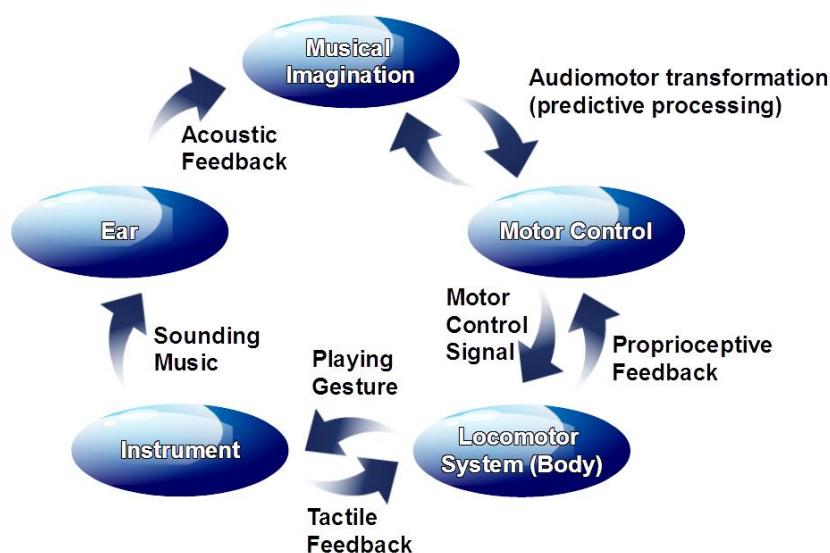 Musical
Imagination
Audiomotor transformation
(predictive processing)
Acoustic
Feedback
Ear
Motor Control
Sounding
Music
Motor
Control
Signal
Proprioceptive
Feedback
Playing
Gesture
Instrument
Locomotor
System (Body)
Tactile
Feedback